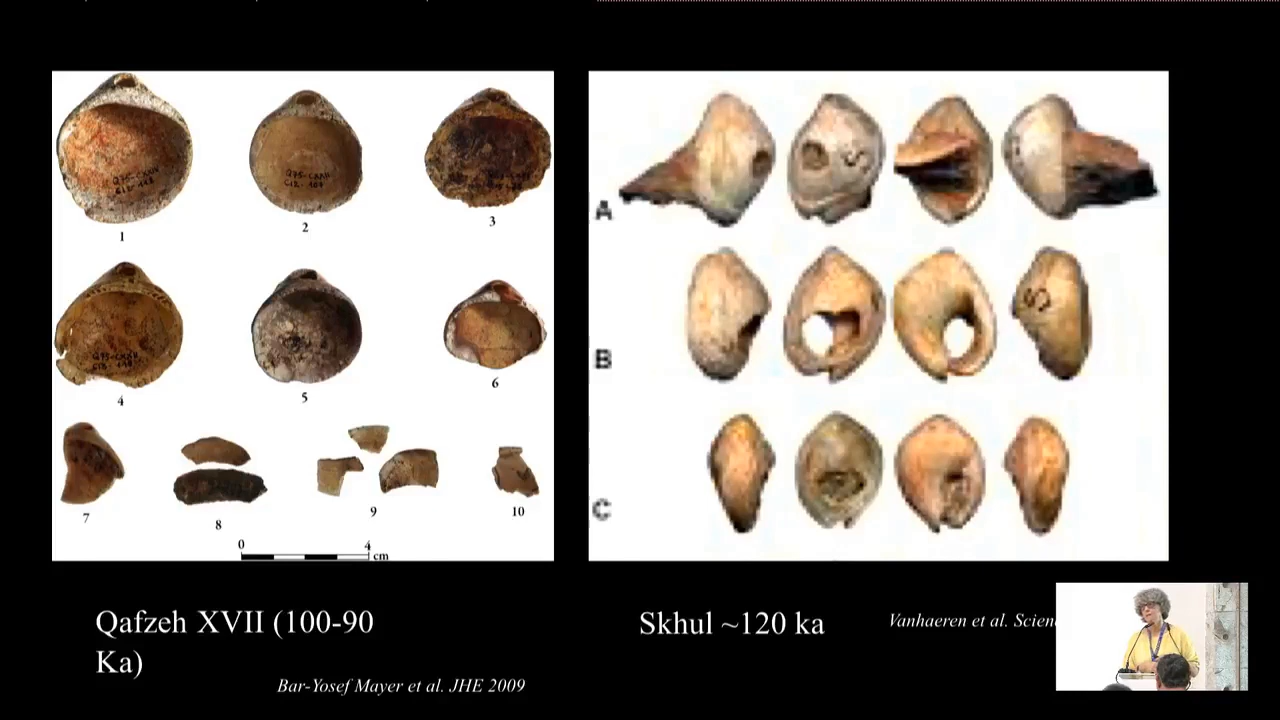 1
2
3
4
5
6
7
8
9
10
0
4
cm
A
B
C
Qafzeh XVII (100-90
Ka)
Bar-Yosef Mayer et al. JHE 2009
Skhul ~120 ka
Vanhaeren et al.